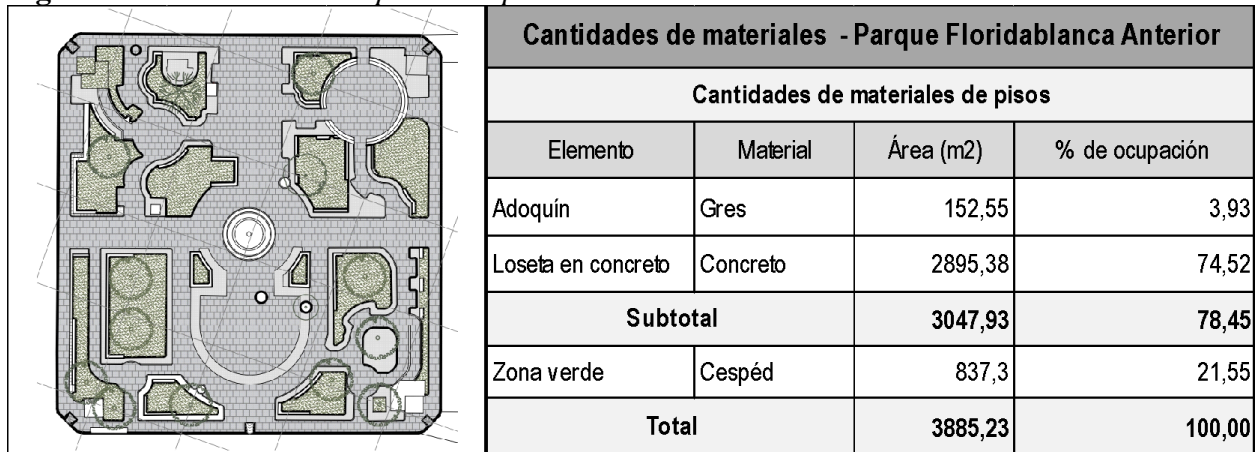 Cantidades de materiales - Parque Floridablanca Anterior
Cantidades de materiales de pisos
Elemento Material Área (m2) % de ocupación
Adoquín Gres 152,55 3,93
Loseta en concreto Concreto 2895,38 74,52
Subtotal 3047,93 78,45
Zona verde Cespéd 837,3 21,55
Total 3885,23 100,00